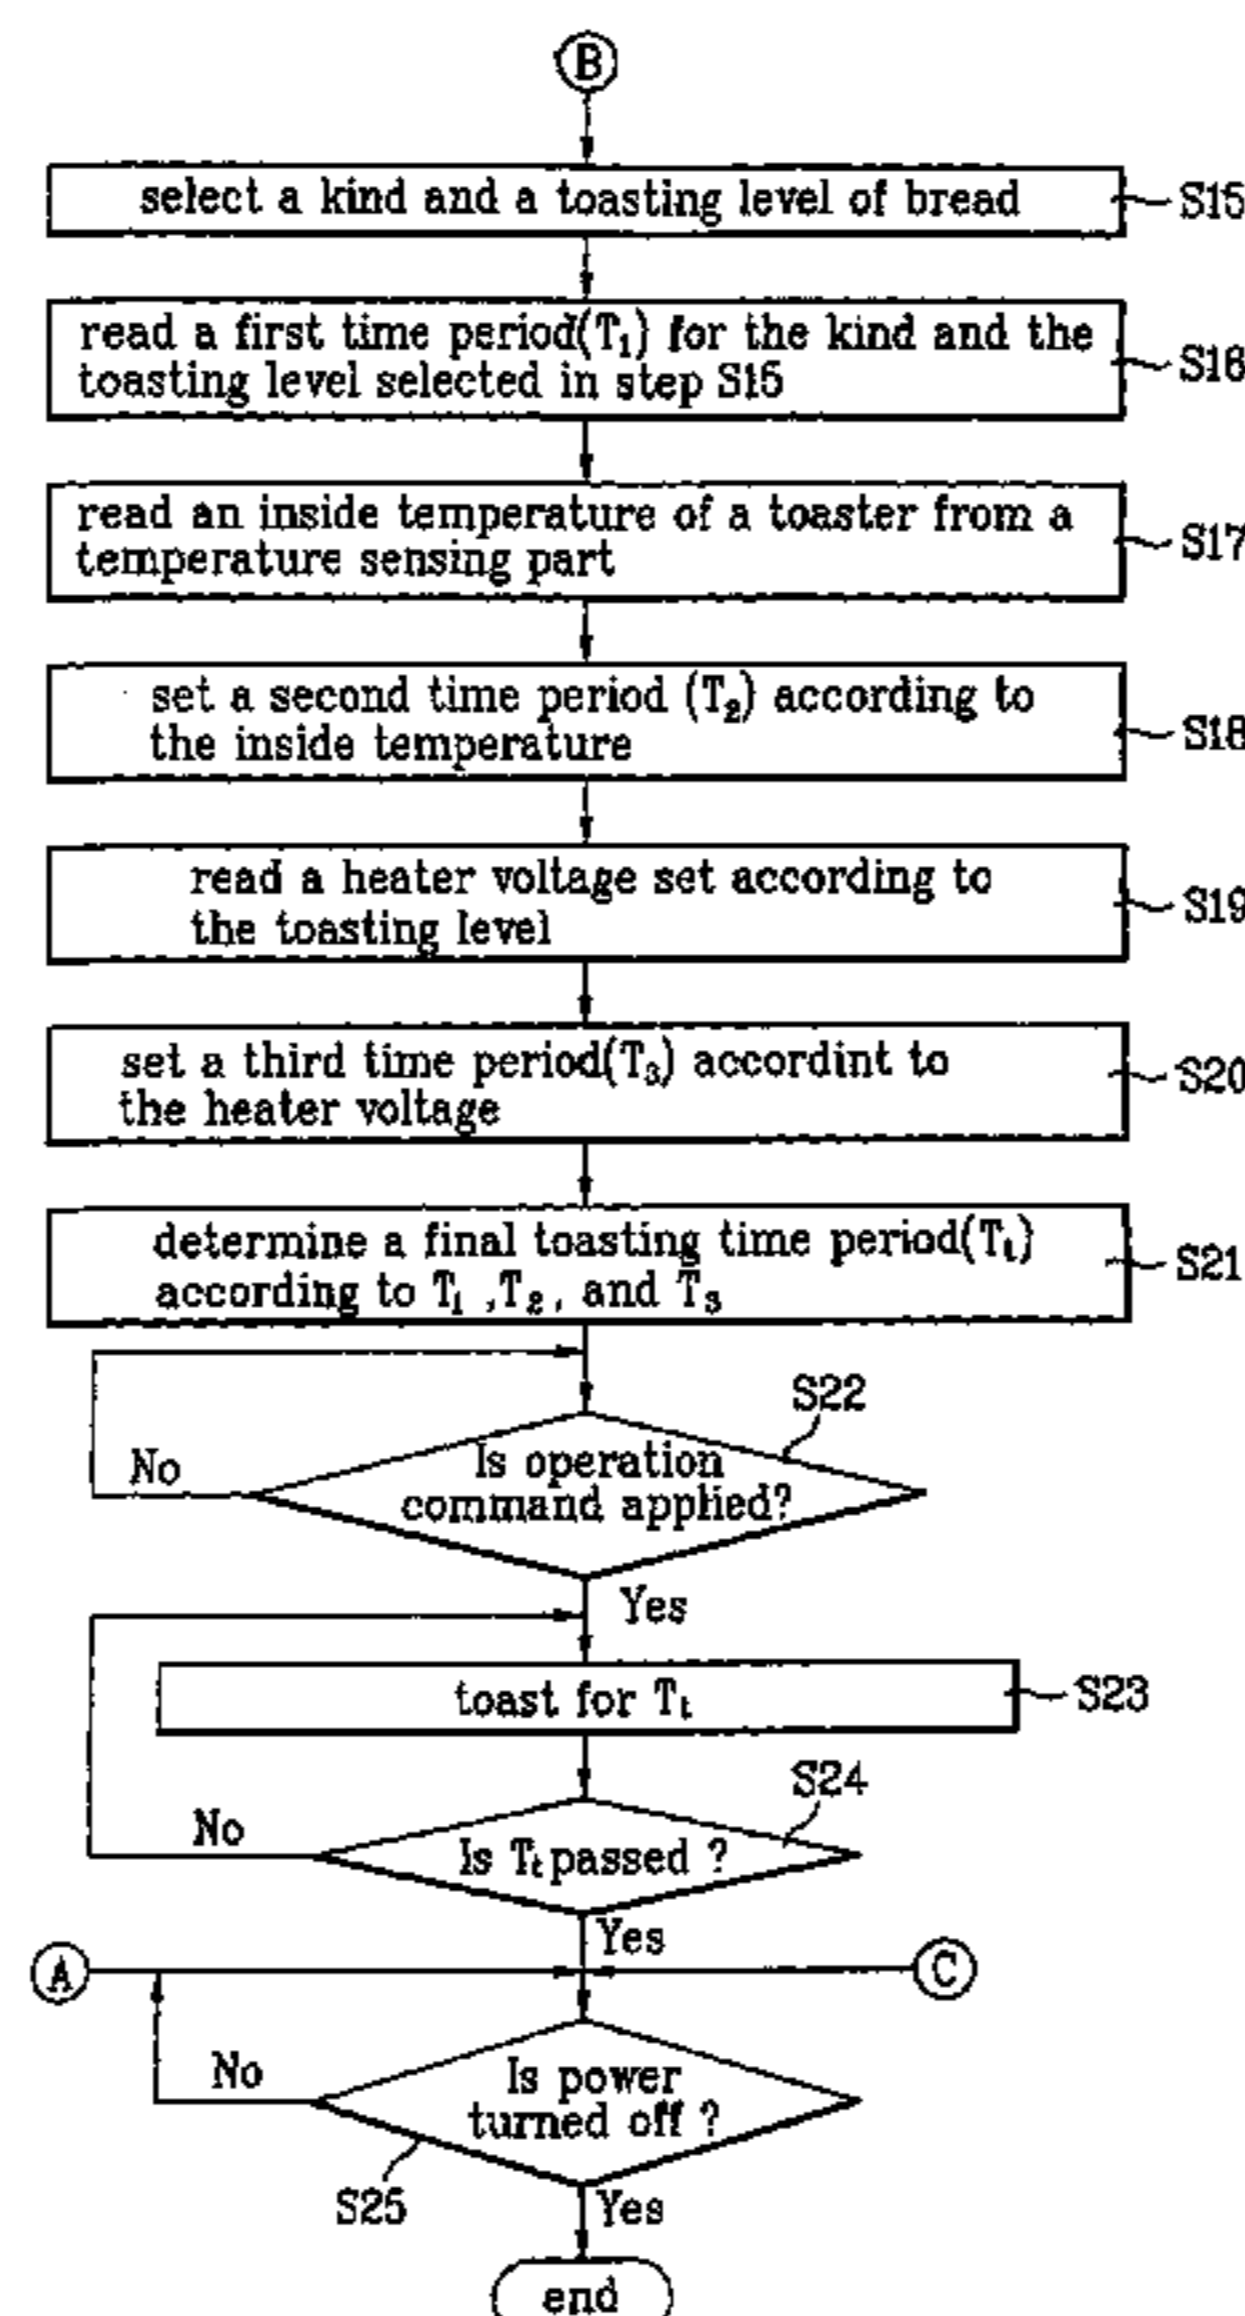 B
select a kind and a toasting level of bread
S15
read a first time period(T₁) for the kind and the
toasting level selected in step S15
S16
read an inside temperature of a toaster from a
temperature sensing part
S17
set a second time period (T₂) according to
the inside temperature
S18
read a heater voltage set according to
the toasting level
S19
set a third time period(T₃) accordint to
the heater voltage
S20
determine a final toasting time period(Tₜ)
according to T₁ ,T₂, and T₃
S21
S22
Is operation
command applied?
No
Yes
toast for Tₜ
S23
S24
Is Tₜ passed ?
No
Yes
A
C
Is power
turned off ?
No
S25
Yes
end